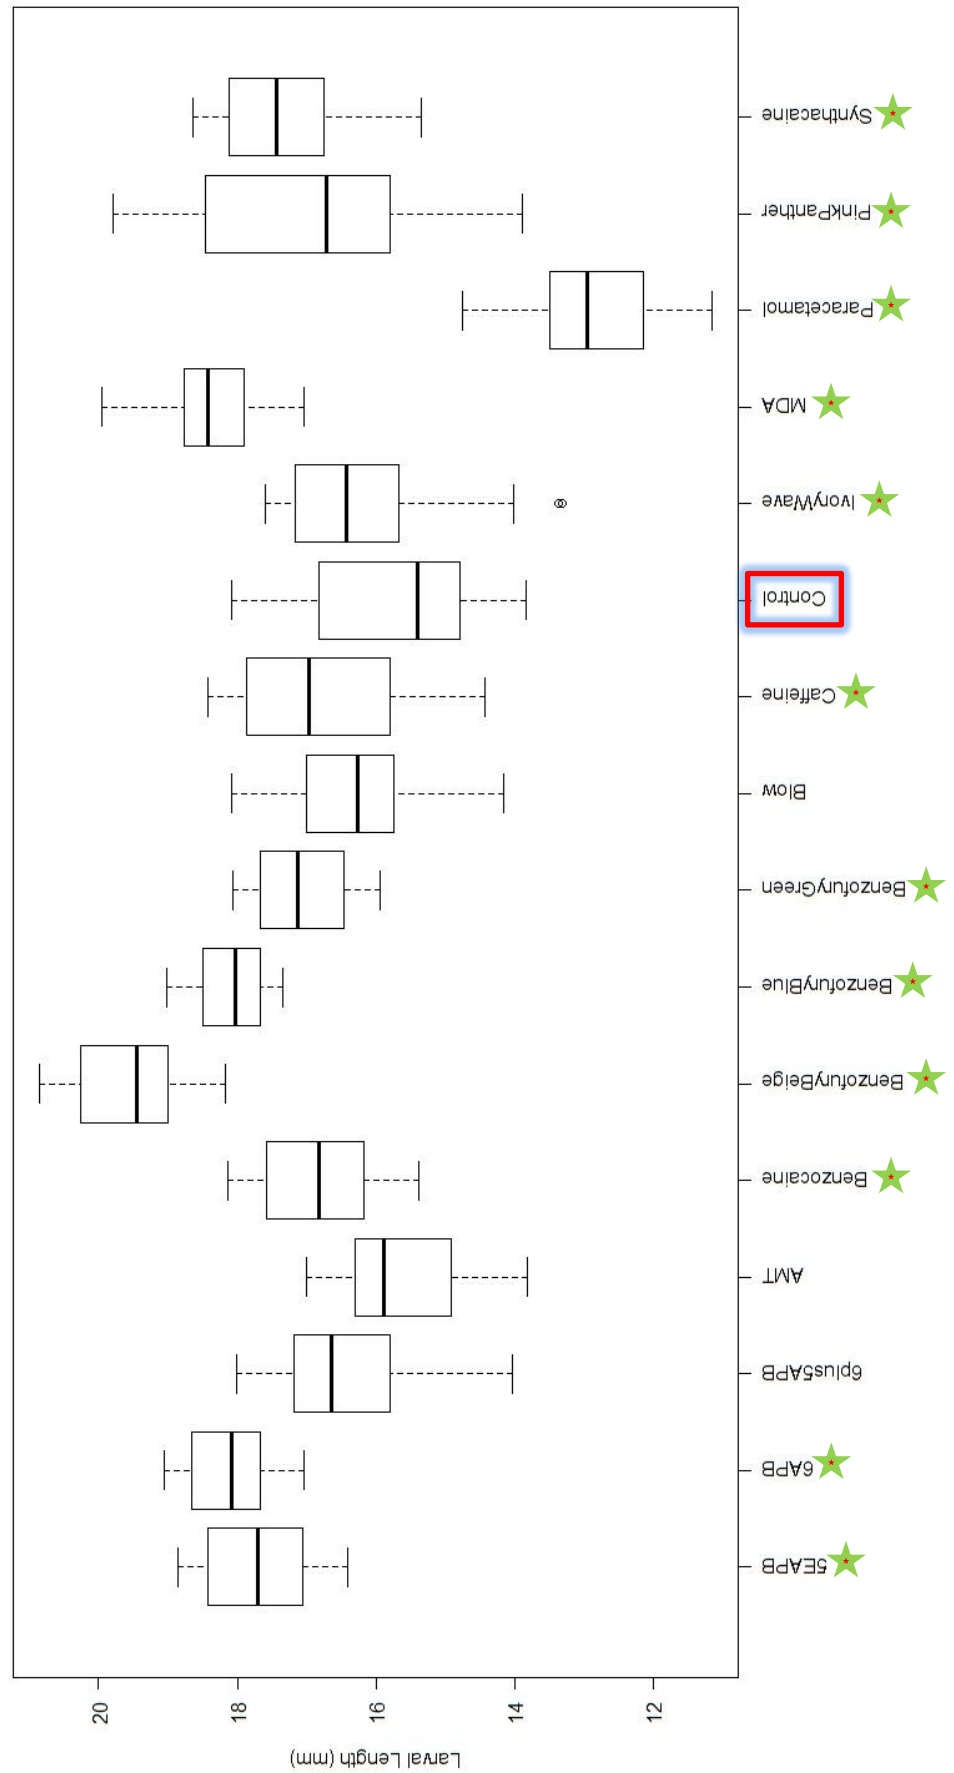 Larval Length (mm)
20
18
16
14
12
5EAPB
6APB
6plus5APB
AMT
Benzocaine
BenzofuryBeige
BenzofuryBlue
BenzofuryGreen
Blow
Caffeine
Control
IvoryWave
MDA
Paracetamol
PinkPanther
Synthacaine